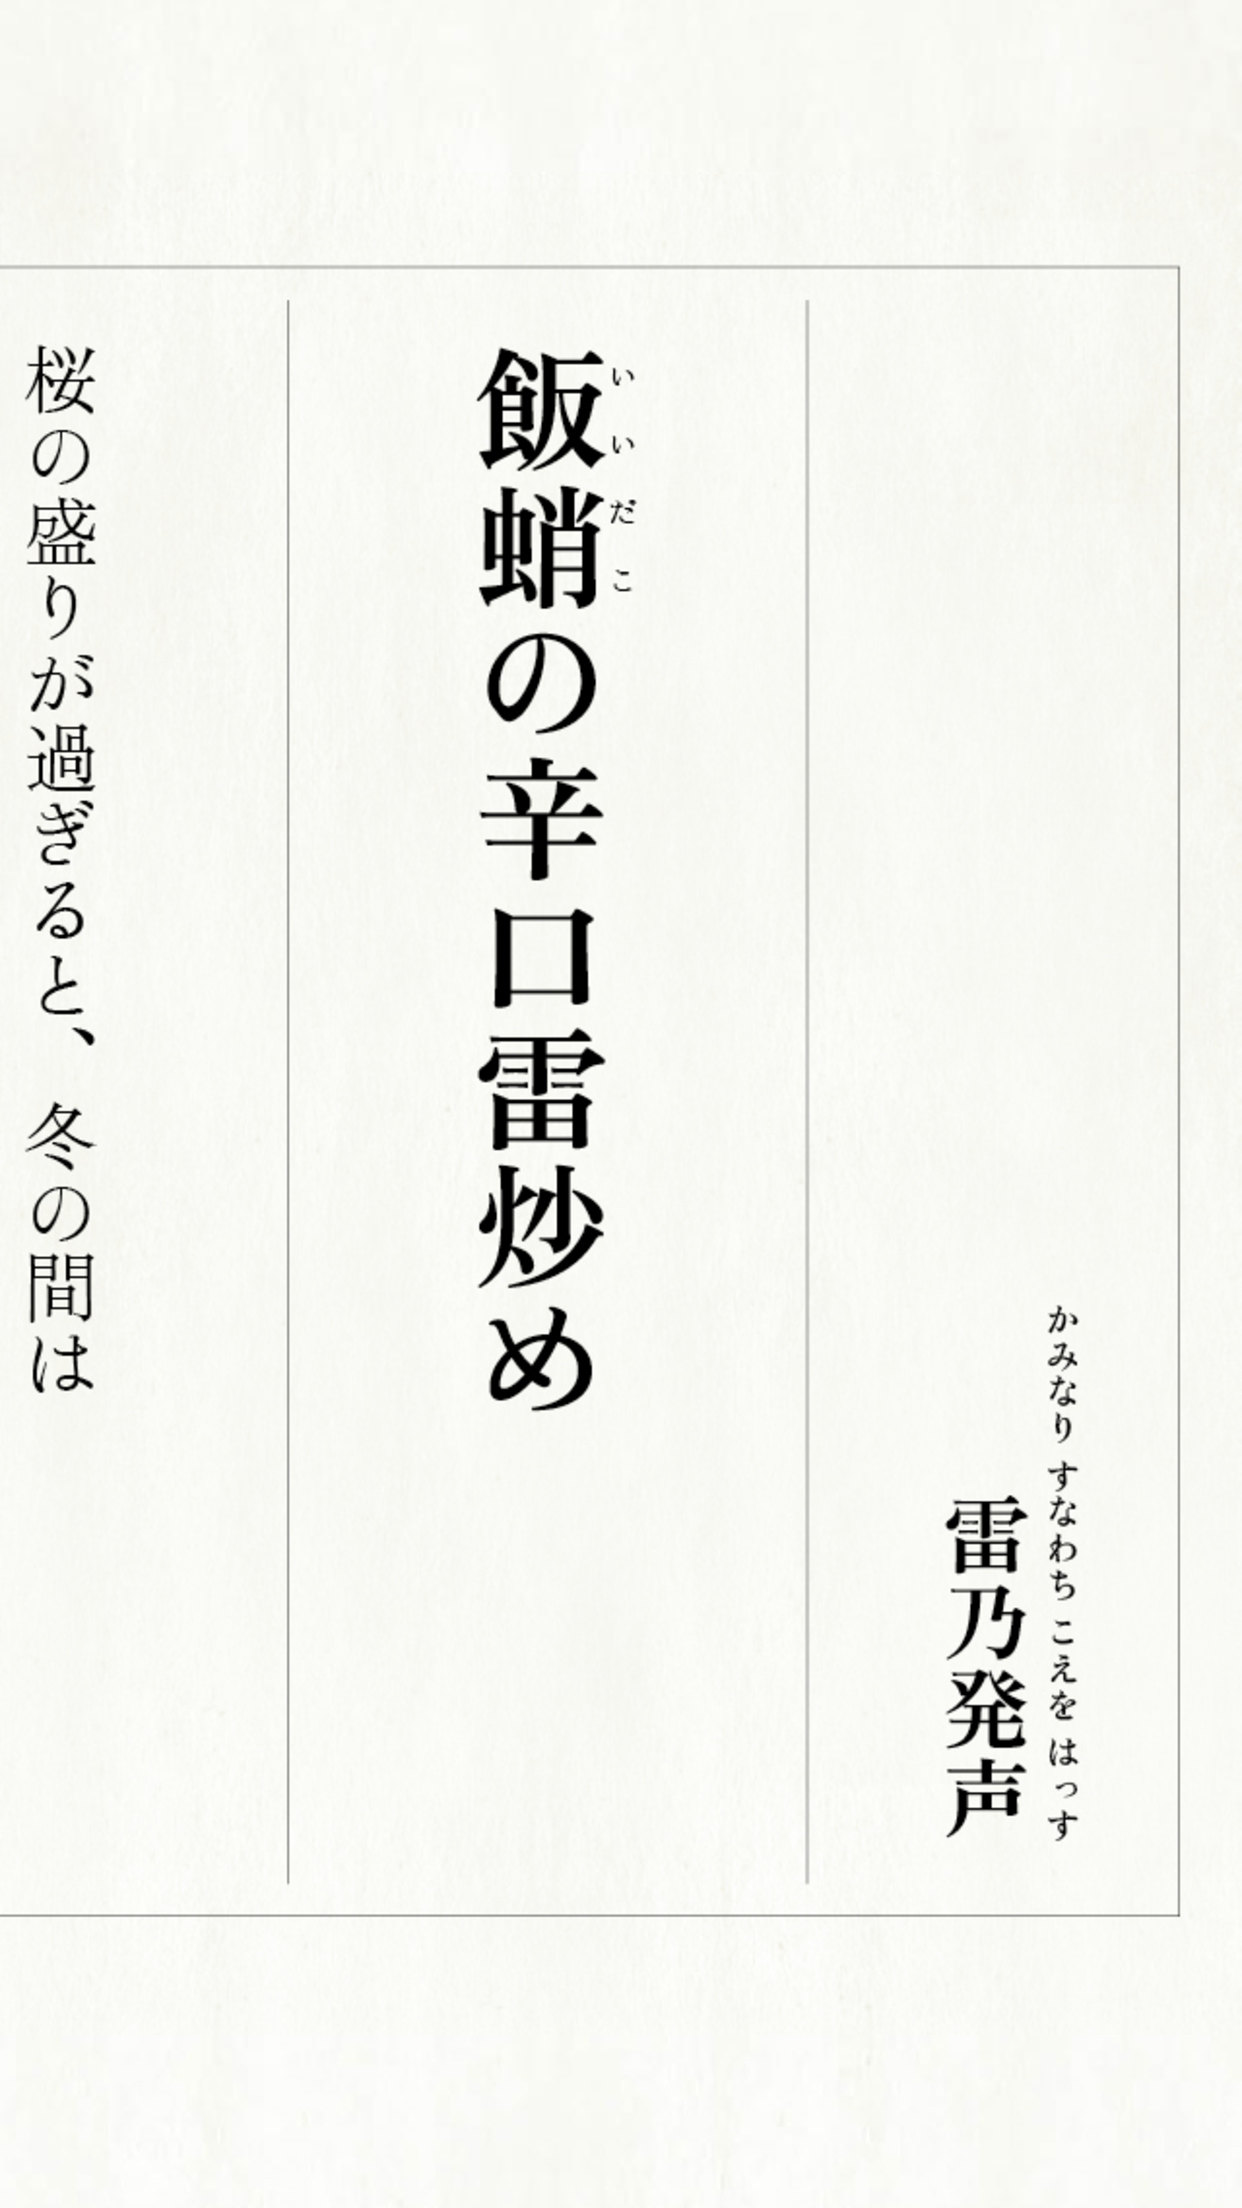 かみなり すなわち こえを はっす
雷乃発声
いいだこ
飯蛸の辛口雷炒め
桜の盛りが過ぎると、冬の間は